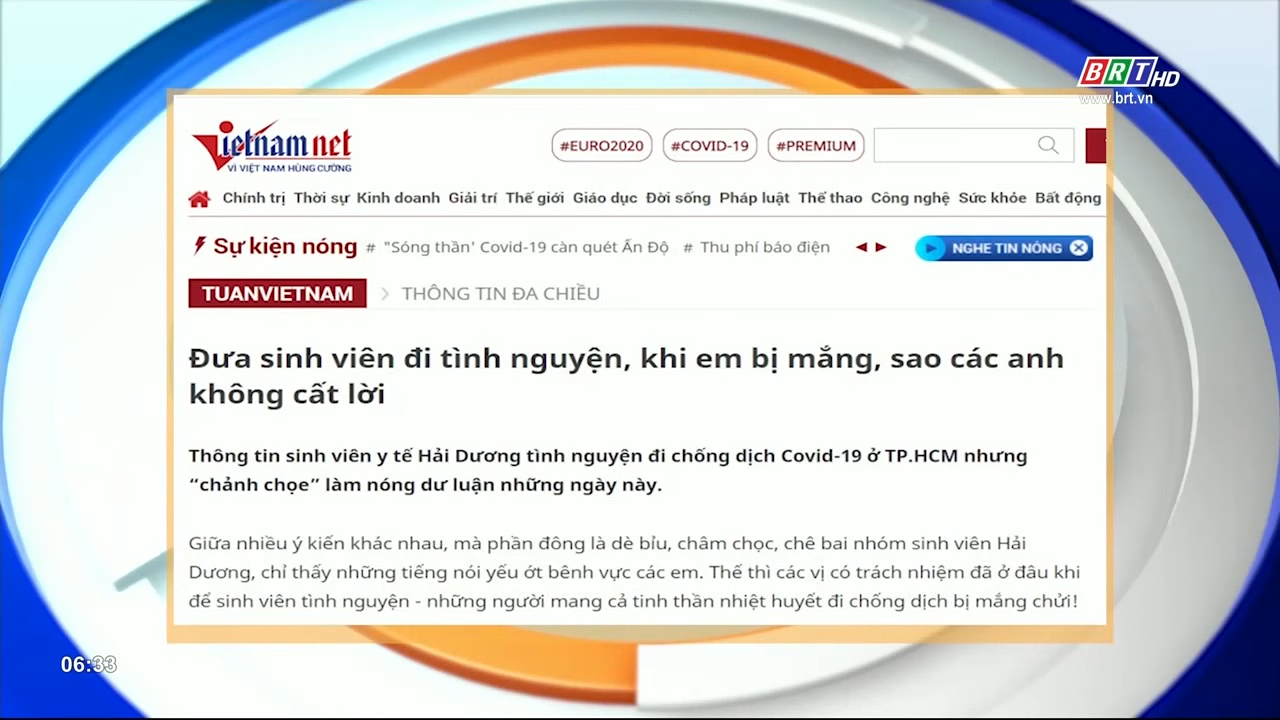 BRT HD
www.brt.vn
Vietnam net
VÌ VIỆT NAM HÙNG CƯỜNG
#EURO2020 #COVID-19 #PREMIUM
Chính trị Thời sự Kinh doanh Giải trí Thế giới Giáo dục Đời sống Pháp luật Thể thao Công nghệ Sức khỏe Bất động
Sự kiện nóng # "Sóng thần' Covid-19 càn quét Ấn Độ # Thu phí báo điện NGHE TIN NÓNG
TUANVIETNAM THÔNG TIN ĐA CHIỀU
Đưa sinh viên đi tình nguyện, khi em bị mắng, sao các anh
không cất lời
Thông tin sinh viên y tế Hải Dương tình nguyện đi chống dịch Covid-19 ở TP.HCM nhưng
“chảnh chọe” làm nóng dư luận những ngày này.
Giữa nhiều ý kiến khác nhau, mà phần đông là dè bỉu, châm chọc, chê bai nhóm sinh viên Hải
Dương, chỉ thấy những tiếng nói yếu ớt bênh vực các em. Thế thì các vị có trách nhiệm đã ở đâu khi
để sinh viên tình nguyện - những người mang cả tinh thần nhiệt huyết đi chống dịch bị mắng chửi!
06:33